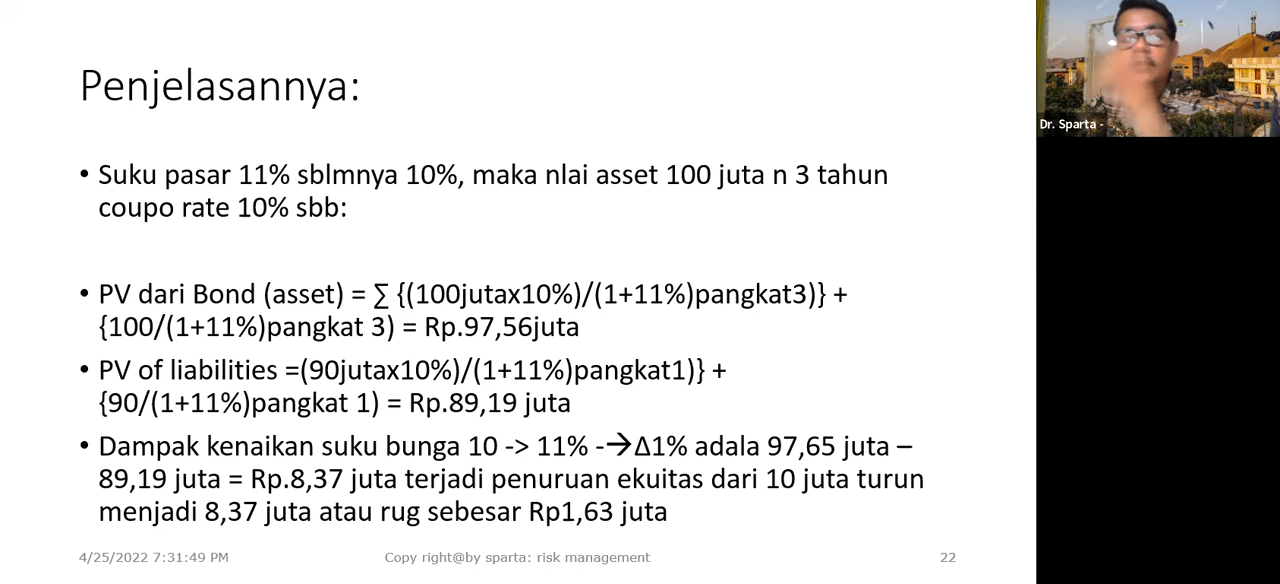 Penjelasannya:
• Suku pasar 11% sblmnya 10%, maka nlai asset 100 juta n 3 tahun
coupo rate 10% sbb:
• PV dari Bond (asset) = ∑ {(100jutax10%)/(1+11%)pangkat3)} +
{100/(1+11%)pangkat 3) = Rp.97,56juta
• PV of liabilities =(90jutax10%)/(1+11%)pangkat1)} +
{90/(1+11%)pangkat 1) = Rp.89,19 juta
• Dampak kenaikan suku bunga 10 -> 11% -→Δ1% adala 97,65 juta –
89,19 juta = Rp.8,37 juta terjadi penuruan ekuitas dari 10 juta turun
menjadi 8,37 juta atau rug sebesar Rp1,63 juta
4/25/2022 7:31:49 PM
Copy right@by sparta: risk management
22
Dr. Sparta -